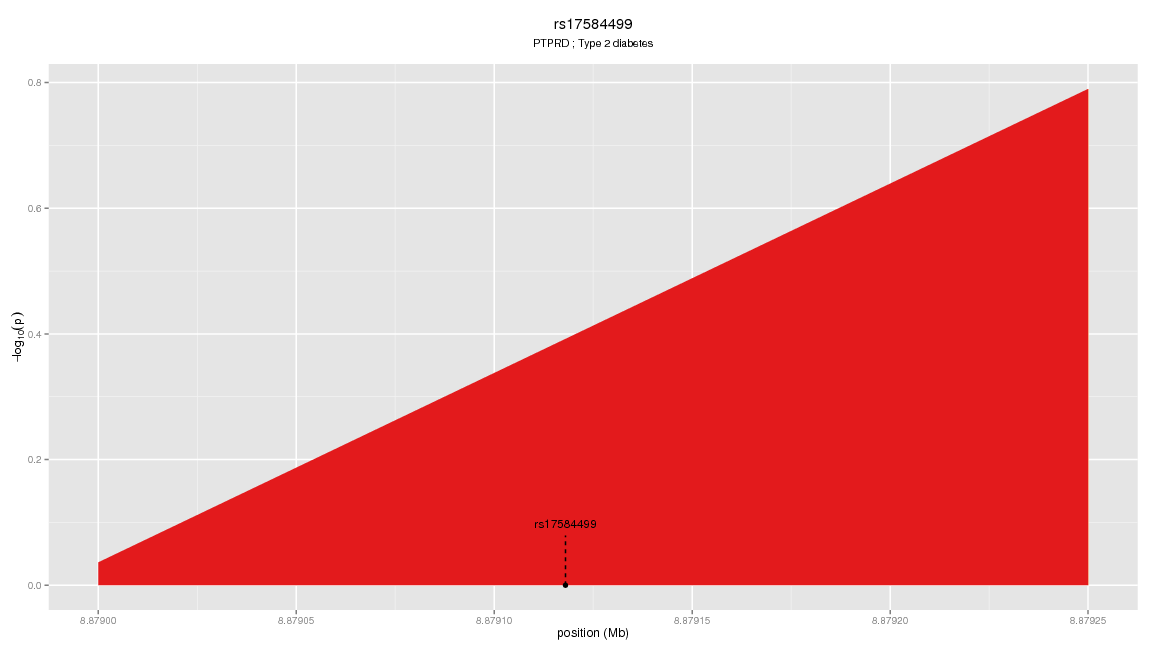 rs17584499
PTPRD ; Type 2 diabetes
0.8
0.6
0.4
0.2
0.0
−log10(p)
rs17584499
8.87900 8.87905 8.87910 8.87915 8.87920 8.87925
position (Mb)